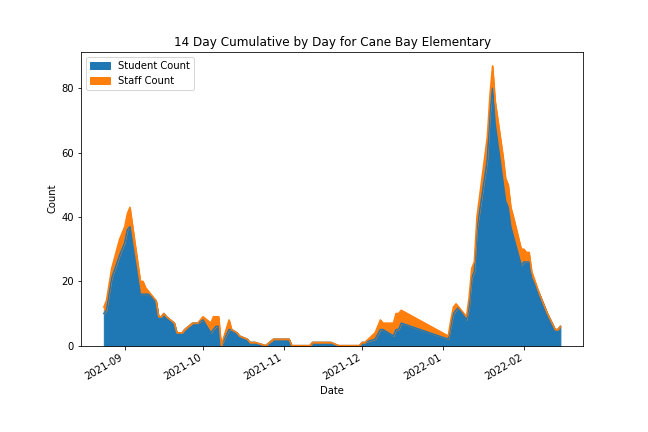 14 Day Cumulative by Day for Cane Bay Elementary
Student Count
Staff Count
80
60
40
20
0
Count
2021-09
2021-10
2021-11
2021-12
2022-01
2022-02
Date